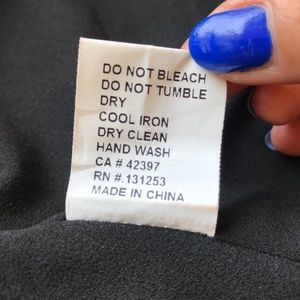 DO NOT BLEACH
DO NOT TUMBLE
DRY
COOL IRON
DRY CLEAN
HAND WASH
CA # 42397
RN #.131253
MADE IN CHINA